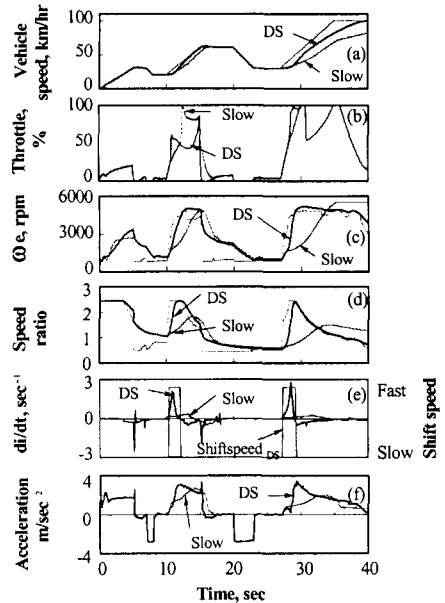 Vehicle speed, km/hr
100
50
0
DS
Slow
(a)
Throttle, %
100
50
0
Slow
DS
(b)
ωe, rpm
6000
3000
0
DS
Slow
(c)
Speed ratio
3
2
1
0
DS
Slow
(d)
di/dt, sec⁻¹
3
0
-3
DS
Slow
Shiftspeed DS
(e)
Fast
Slow
Shift speed
Acceleration m/sec²
4
0
-4
DS
Slow
(f)
0
10
20
30
40
Time, sec